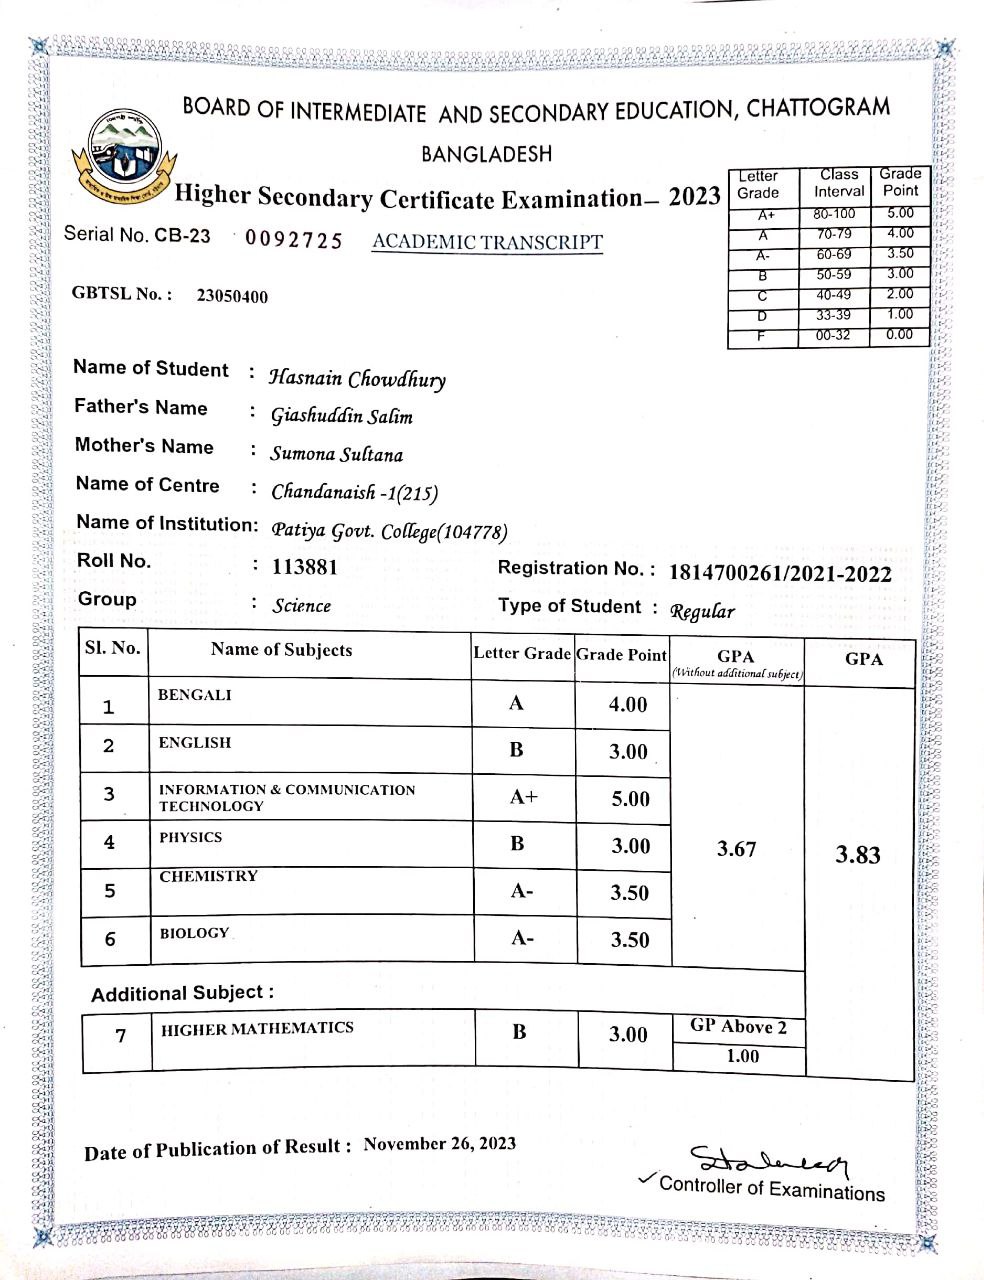 BOARD OF INTERMEDIATE AND SECONDARY EDUCATION, CHATTOGRAM
BANGLADESH
Higher Secondary Certificate Examination– 2023
Serial No. CB-23 0092725 ACADEMIC TRANSCRIPT
Letter Grade Class Interval Grade Point
A+ 80-100 5.00
A 70-79 4.00
A- 60-69 3.50
B 50-59 3.00
C 40-49 2.00
D 33-39 1.00
F 00-32 0.00
GBTSL No. : 23050400
Name of Student : Hasnain Chowdhury
Father's Name : Giashuddin Salim
Mother's Name : Sumona Sultana
Name of Centre : Chandanaish -1(215)
Name of Institution: Patiya Govt. College(104778)
Roll No. : 113881 Registration No. : 1814700261/2021-2022
Group : Science Type of Student : Regular
Sl. No. Name of Subjects Letter Grade Grade Point GPA (Without additional subject) GPA
1 BENGALI A 4.00
2 ENGLISH B 3.00
3 INFORMATION & COMMUNICATION TECHNOLOGY A+ 5.00
4 PHYSICS B 3.00 3.67 3.83
5 CHEMISTRY A- 3.50
6 BIOLOGY A- 3.50
Additional Subject :
7 HIGHER MATHEMATICS B 3.00 GP Above 2
1.00
Date of Publication of Result : November 26, 2023
Controller of Examinations